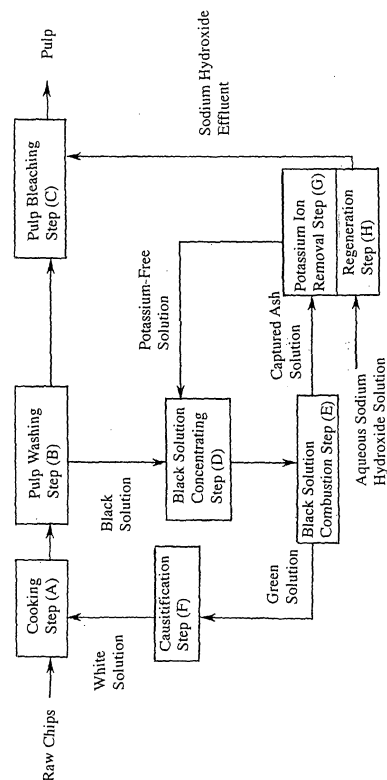 Raw Chips
Cooking
Step (A)
Pulp Washing
Step (B)
Pulp Bleaching
Step (C)
Pulp
White
Solution
Black
Solution
Causitification
Step (F)
Black Solution
Concentrating
Step (D)
Potassium-Free
Solution
Sodium Hydroxide
Effluent
Green
Solution
Black Solution
Combustion Step (E)
Captured Ash
Solution
Potassium Ion
Removal Step (G)
Regeneration
Step (H)
Aqueous Sodium
Hydroxide Solution